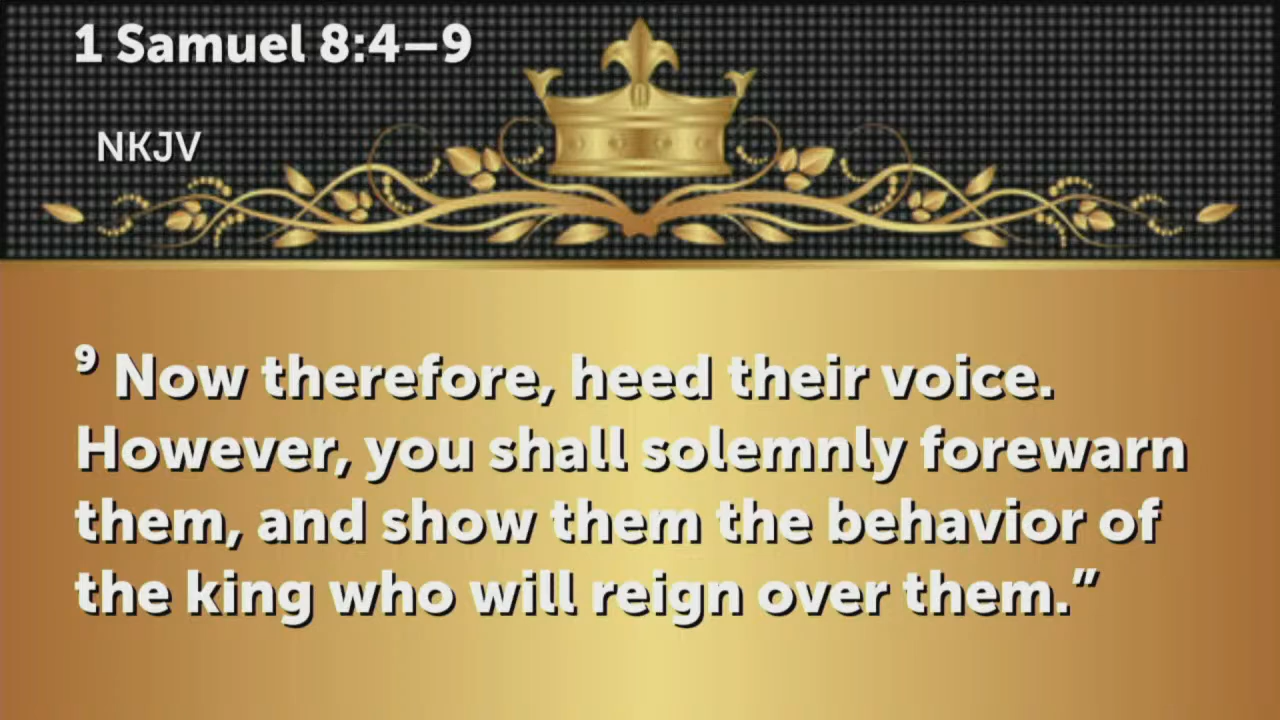 1 Samuel 8:4–9
NKJV
⁹ Now therefore, heed their voice.
However, you shall solemnly forewarn
them, and show them the behavior of
the king who will reign over them.”